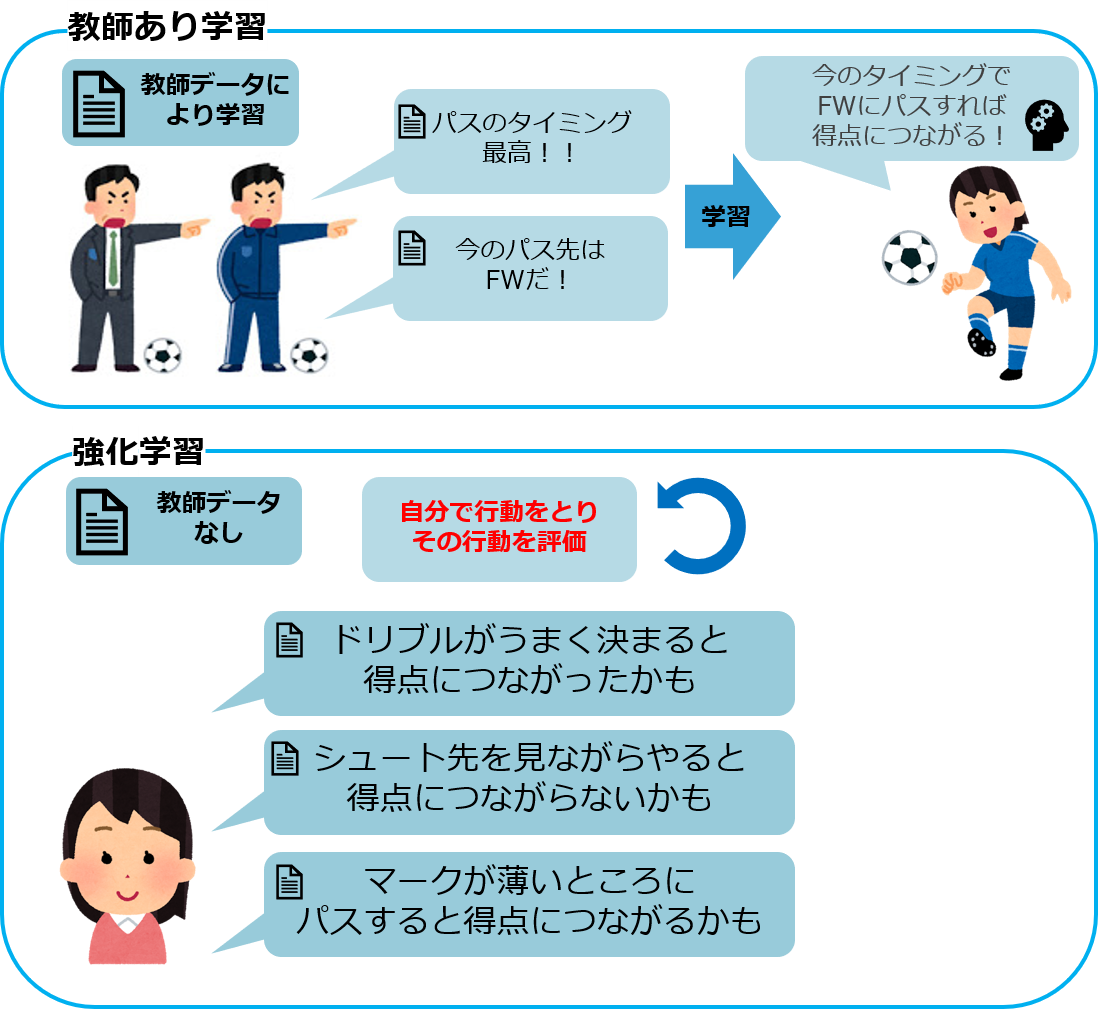 教師あり学習
教師データに
より学習
パスのタイミング
最高！！
今のパス先は
FWだ！
学習
今のタイミングで
FWにパスすれば
得点につながる！
強化学習
教師データ
なし
自分で行動をとり
その行動を評価
ドリブルがうまく決まると
得点につながったかも
シュート先を見ながらやると
得点につながらないかも
マークが薄いところに
パスすると得点につながるかも